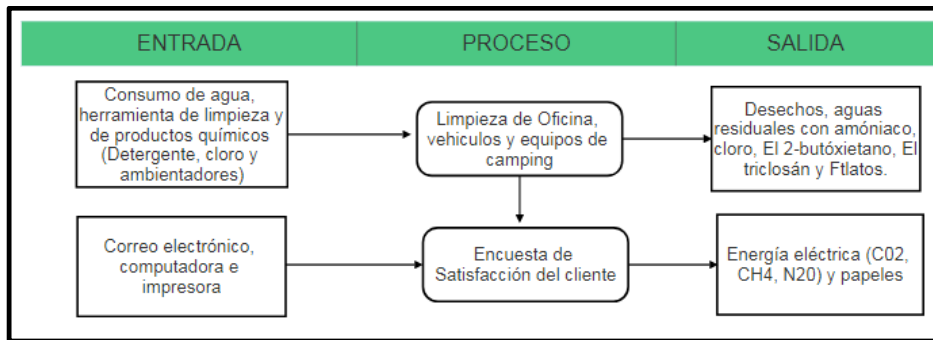 ENTRADA
PROCESO
SALIDA
Consumo de agua,
herramienta de limpieza y
de productos químicos
(Detergente, cloro y
ambientadores)
Limpieza de Oficina,
vehiculos y equipos de
camping
Desechos, aguas
residuales con amóniaco,
cloro, El 2-butóxietano, El
triclosán y Ftlatos.
Correo electrónico,
computadora e
impresora
Encuesta de
Satisfacción del cliente
Energía eléctrica (C02,
CH4, N20) y papeles